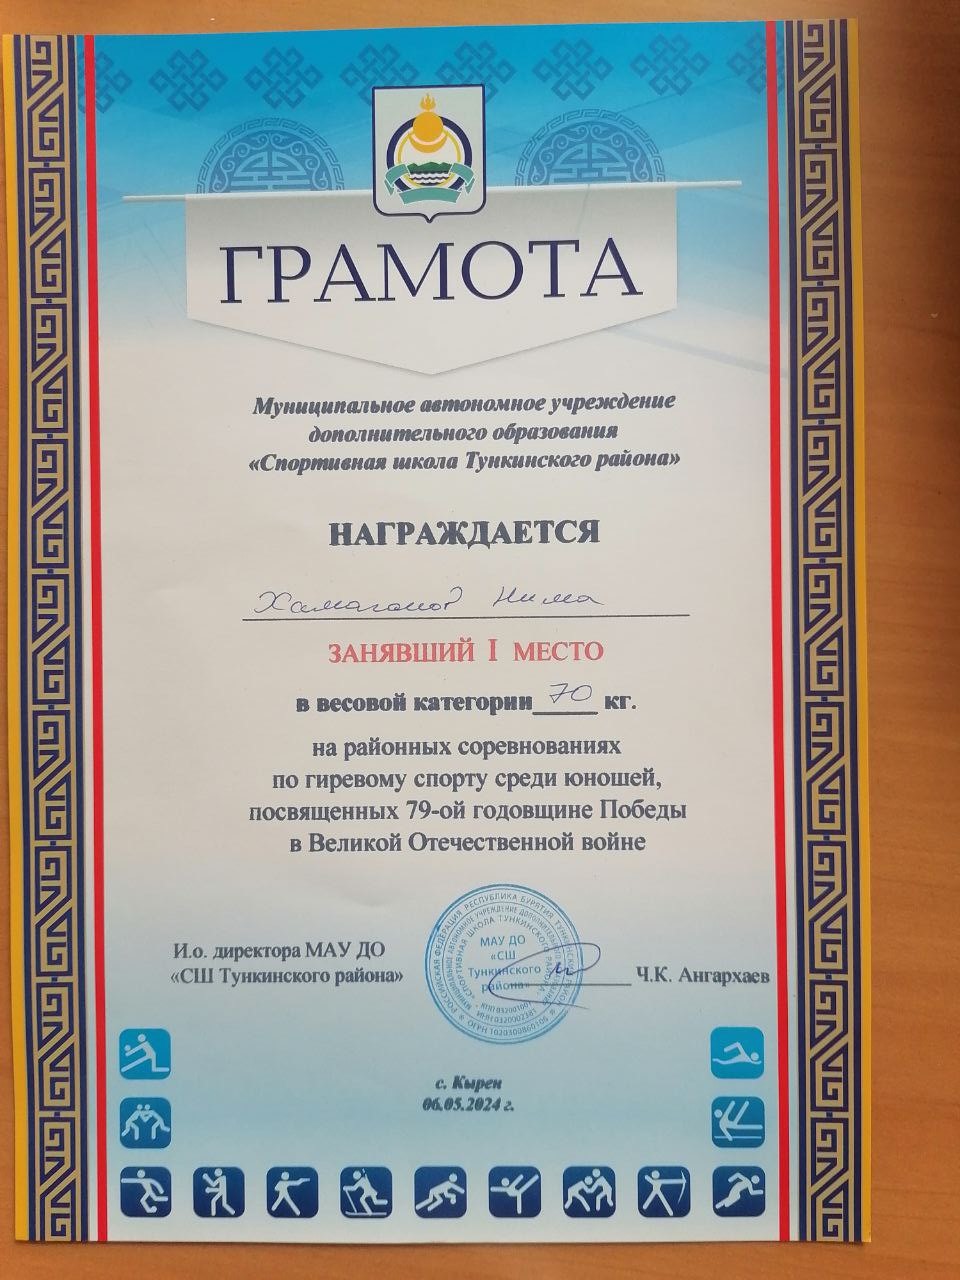 ГРАМОТА
Муниципальное автономное учреждение
дополнительного образования
«Спортивная школа Тункинского района»
НАГРАЖДАЕТСЯ
Хамаганов Нима
ЗАНЯВШИЙ I МЕСТО
в весовой категории 70 кг.
на районных соревнованиях
по гиревому спорту среди юношей,
посвященных 79-ой годовщине Победы
в Великой Отечественной войне
И.о. директора МАУ ДО
«СШ Тункинского района»
МАУ ДО
«СШ
Тункинского
района»
Ч.К. Ангархаев
с. Кырен
06.05.2024 г.